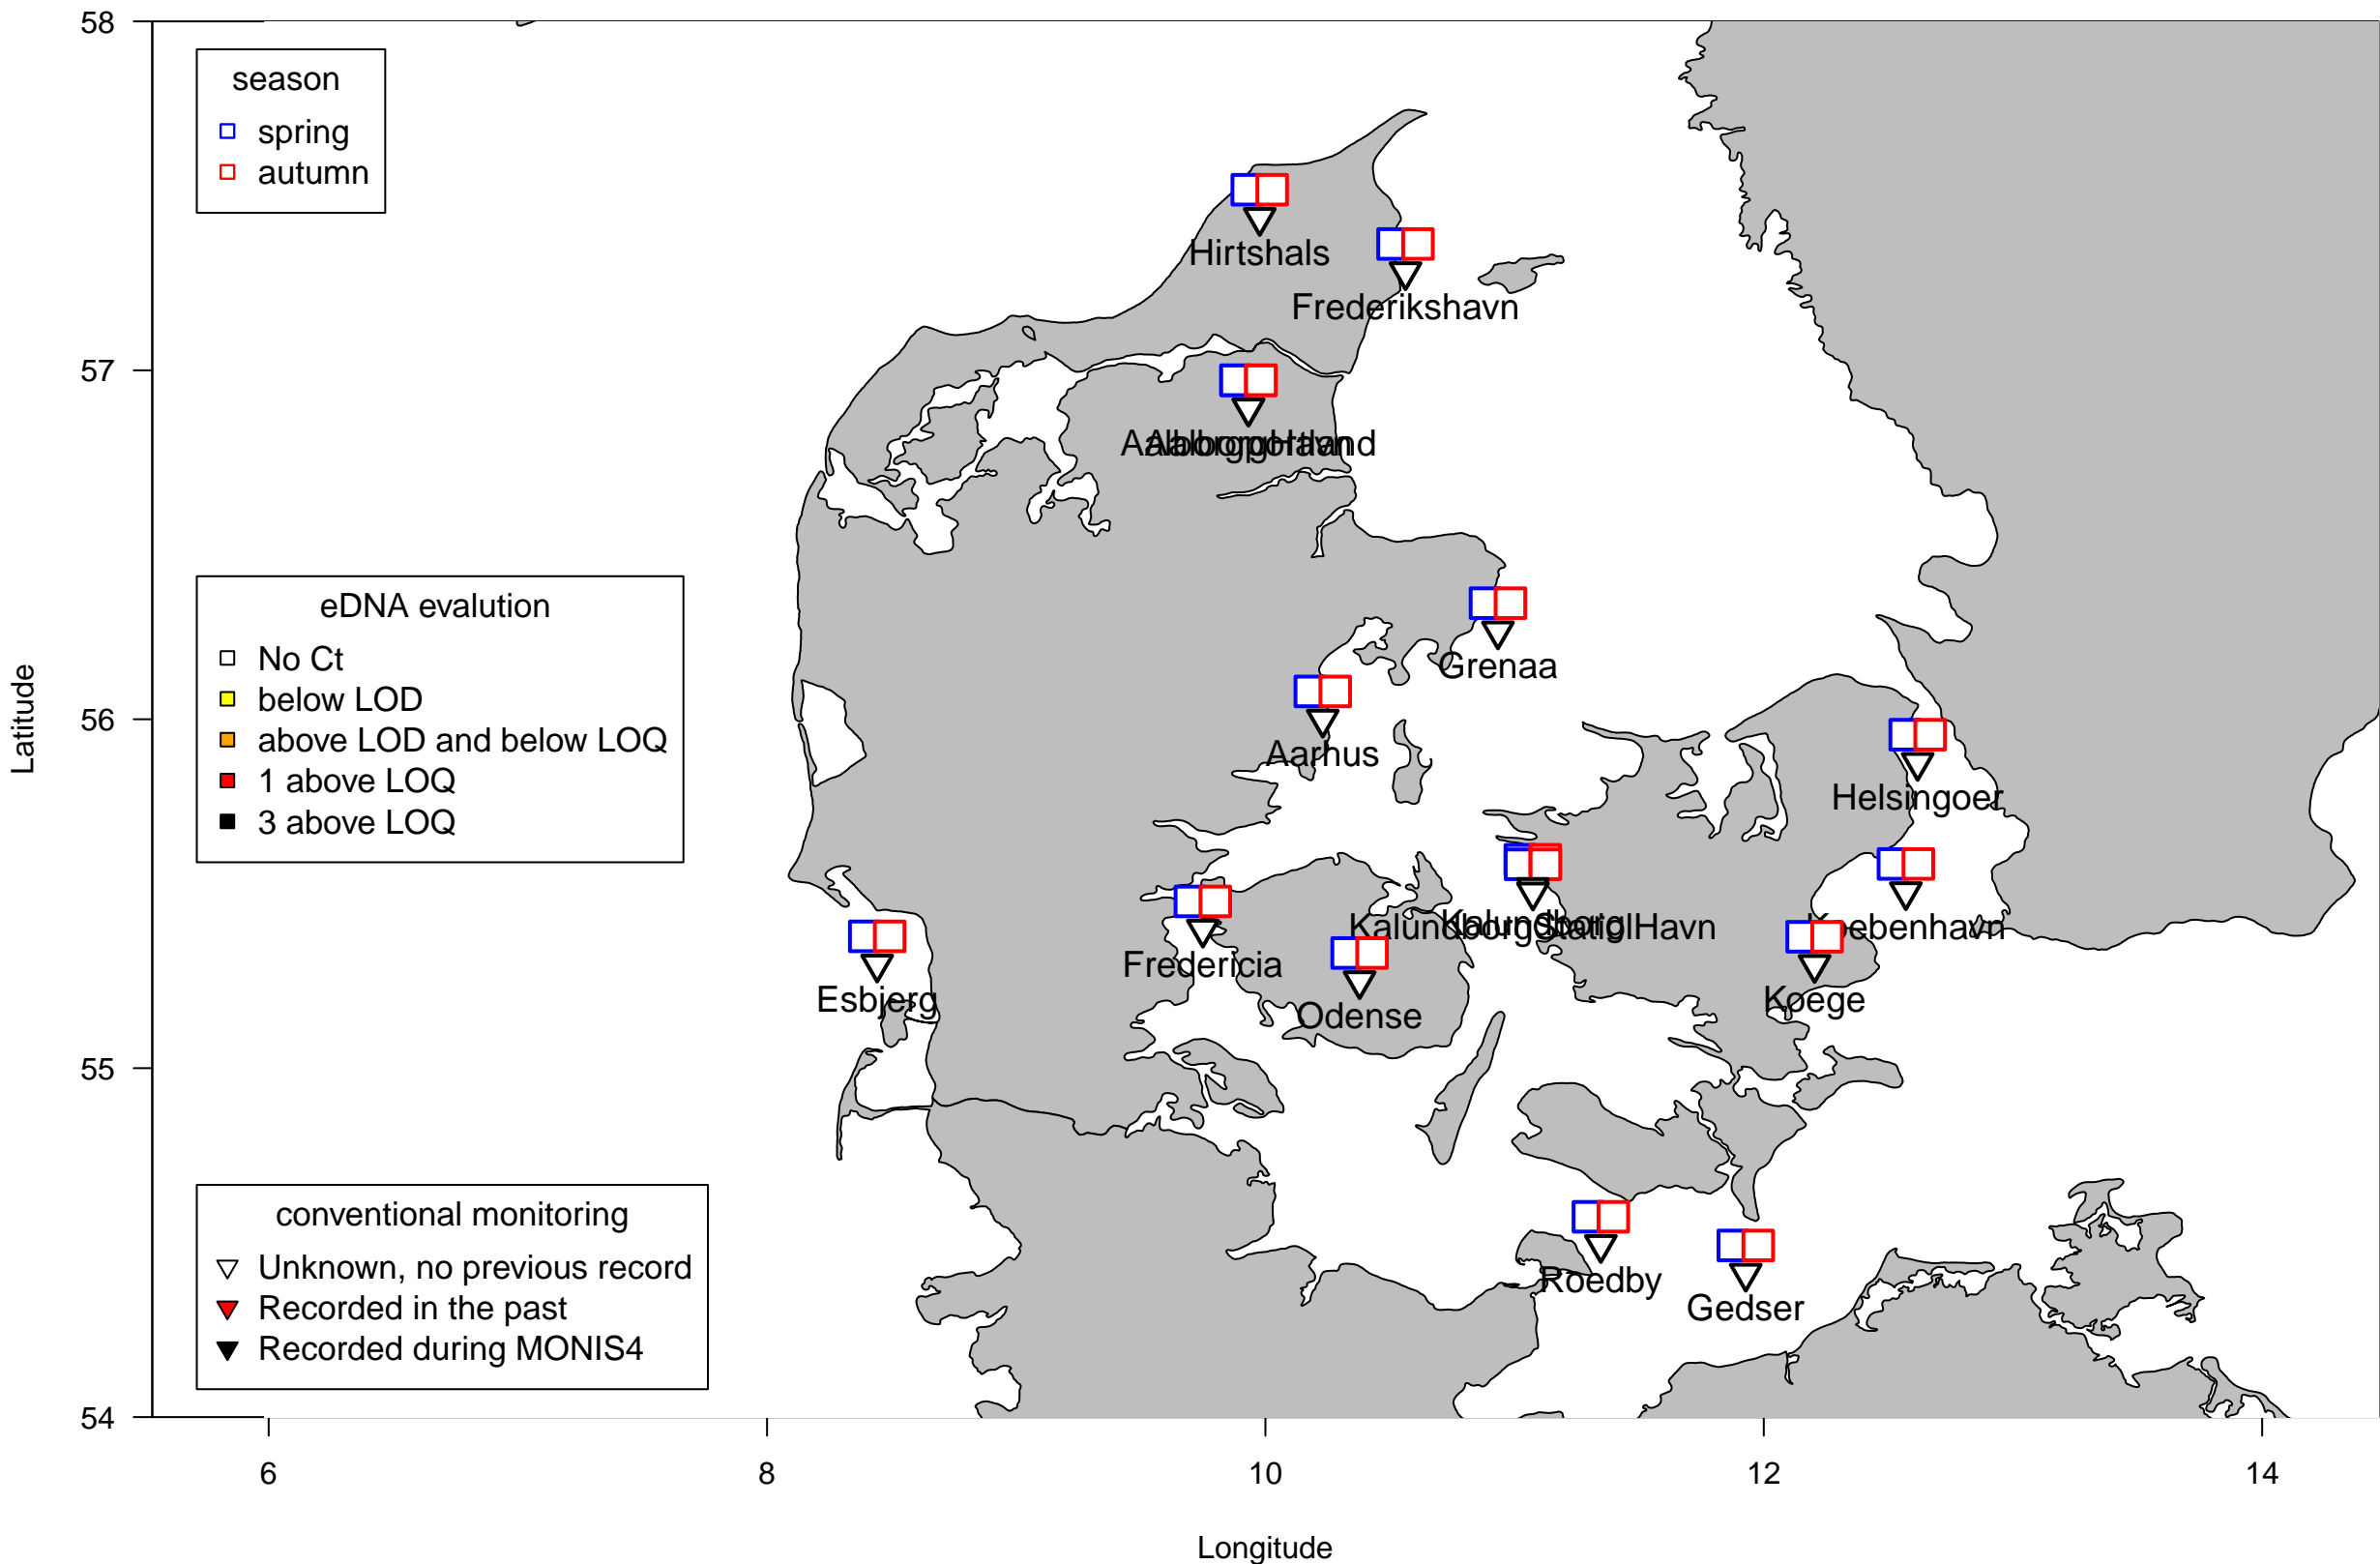 58
57
56
55
54
Latitude
season
spring
autumn
eDNA evalution
No Ct
below LOD
above LOD and below LOQ
1 above LOQ
3 above LOQ
conventional monitoring
Unknown, no previous record
Recorded in the past
Recorded during MONIS4
Hirtshals
Frederikshavn
Grenaa
Aarhus
Helsingoer
Koebenhavn
Kalundborg
Fredericia
Odense
Esbjerg
Koege
Roedby
Gedser
6
8
10
12
14
Longitude